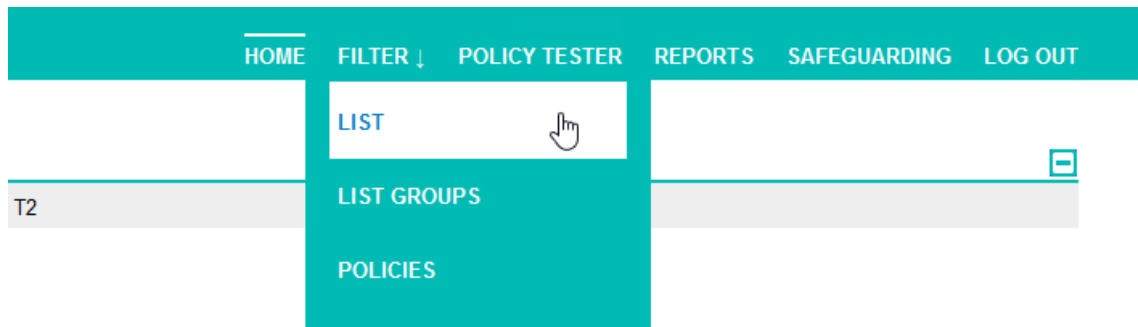 HOME FILTER ↓ POLICY TESTER REPORTS SAFEGUARDING LOG OUT
LIST
T2
LIST GROUPS
POLICIES